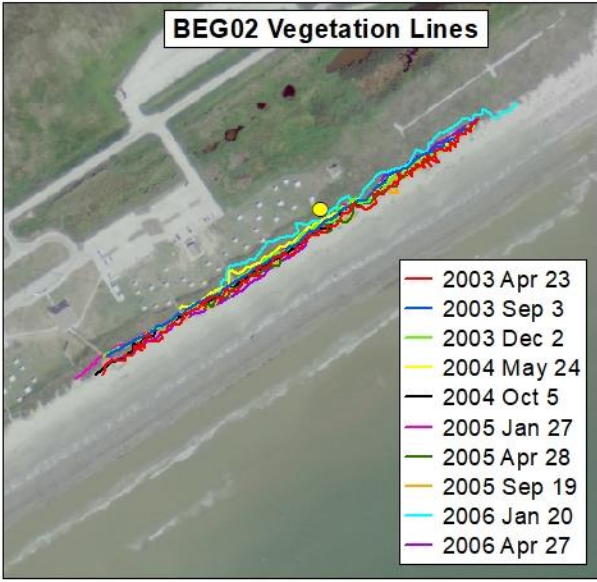 BEG02 Vegetation Lines
2003 Apr 23
2003 Sep 3
2003 Dec 2
2004 May 24
2004 Oct 5
2005 Jan 27
2005 Apr 28
2005 Sep 19
2006 Jan 20
2006 Apr 27